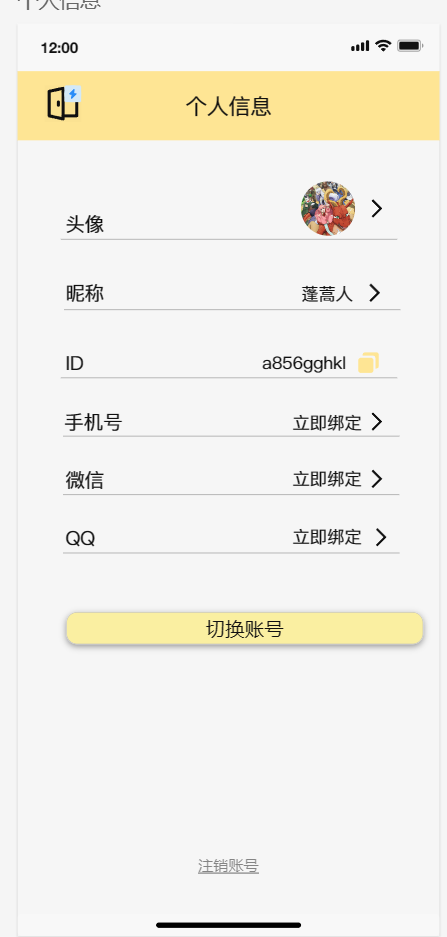 个人信息
12:00
个人信息
头像
昵称 蓬蒿人
ID a856gghkl
手机号 立即绑定
微信 立即绑定
QQ 立即绑定
切换账号
注销账号